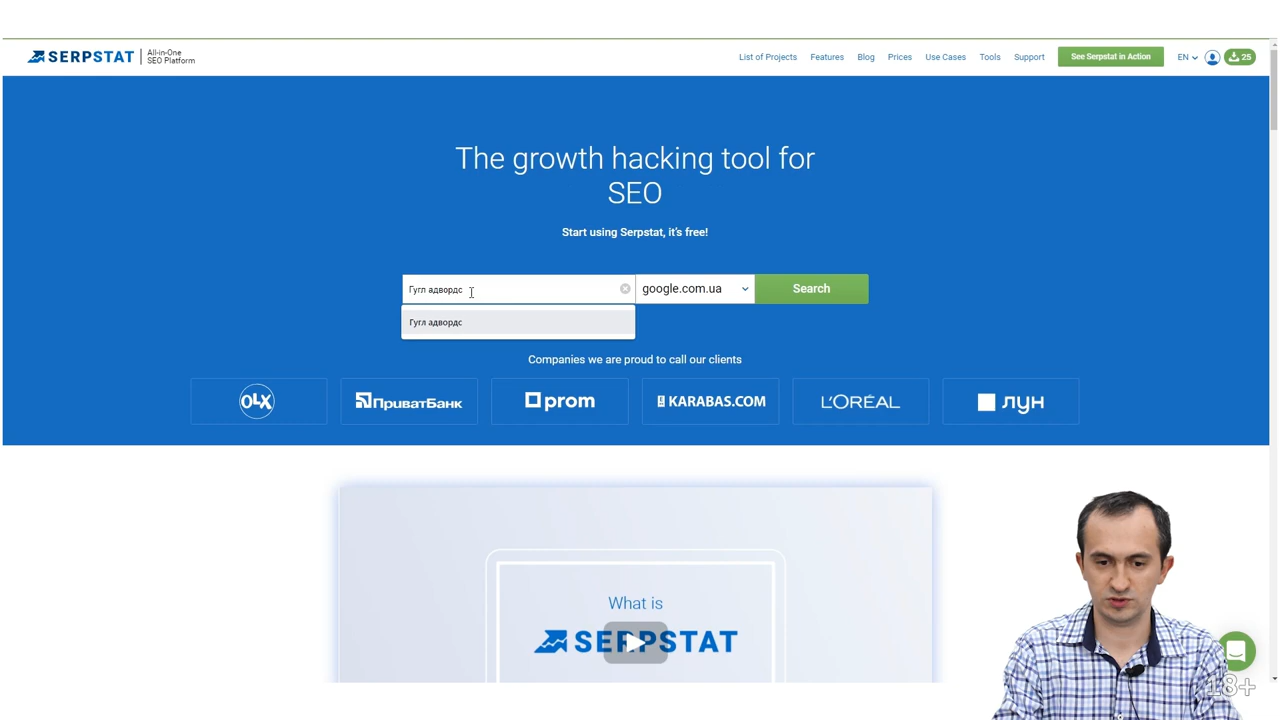 SERPSTAT
All-in-One
SEO Platform
List of Projects
Features
Blog
Prices
Use Cases
Tools
Support
See Serpstat in Action
EN
25
The growth hacking tool for
SEO
Start using Serpstat, it's free!
Гугл адвордс
google.com.ua
Search
Гугл адвордс
Companies we are proud to call our clients
OLX
ПриватБанк
prom
KARABAS.COM
L'ORÉAL
лун
What is
SERPSTAT
18+